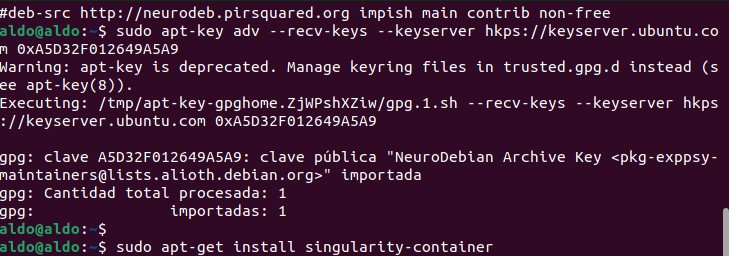 #deb-src http://neurodeb.pirsquared.org impish main contrib non-free
aldo@aldo:~$ sudo apt-key adv --recv-keys --keyserver hkps://keyserver.ubuntu.co
m 0xA5D32F012649A5A9
Warning: apt-key is deprecated. Manage keyring files in trusted.gpg.d instead (s
ee apt-key(8)).
Executing: /tmp/apt-key-gpghome.ZjWPshXZiw/gpg.1.sh --recv-keys --keyserver hkps
://keyserver.ubuntu.com 0xA5D32F012649A5A9
gpg: clave A5D32F012649A5A9: clave pública "NeuroDebian Archive Key <pkg-exppsy-
maintainers@lists.alioth.debian.org>" importada
gpg: Cantidad total procesada: 1
gpg:               importadas: 1
aldo@aldo:~$
aldo@aldo:~$ sudo apt-get install singularity-container